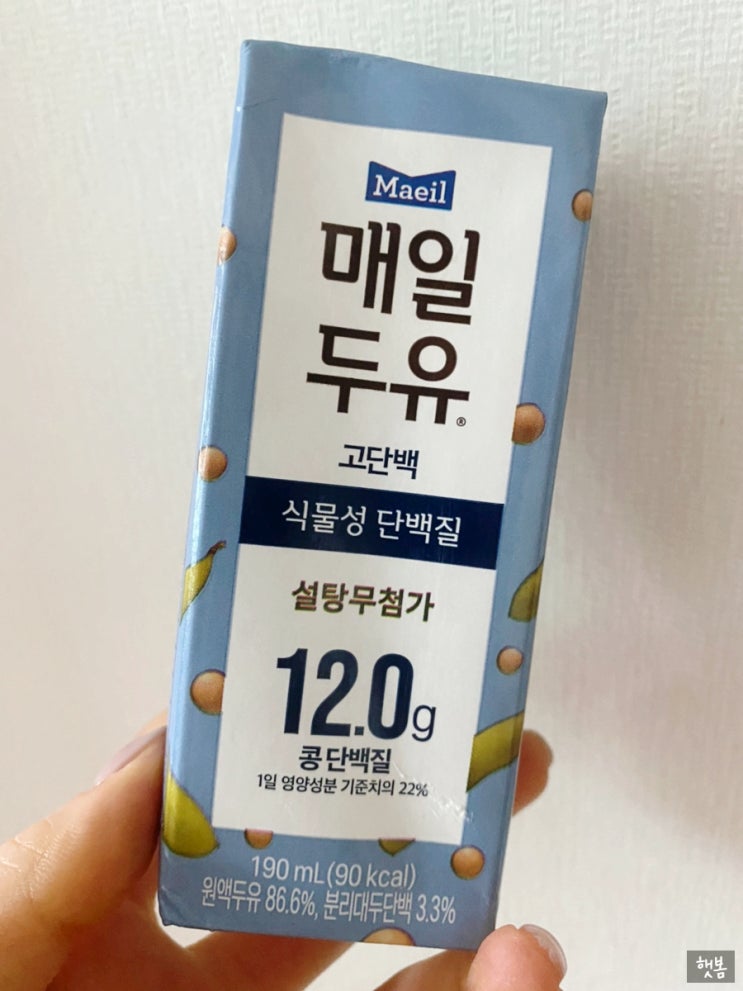 Maeil
매일
두유®
고단백
식물성 단백질
설탕무첨가
12.0g
콩단백질
1일 영양성분 기준치의 22%
190 mL (90 kcal)
원액두유 86.6%, 분리대두단백 3.3%
햇봄